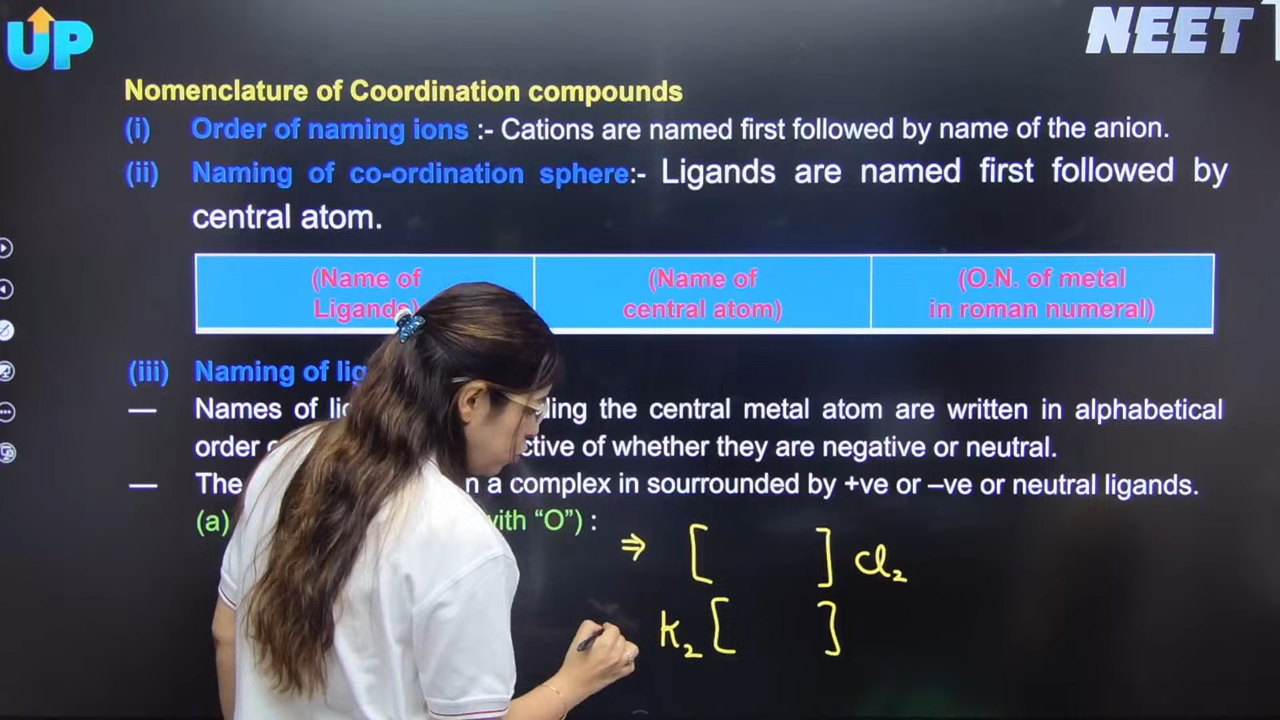 UP
NEET
Nomenclature of Coordination compounds
(i) Order of naming ions :- Cations are named first followed by name of the anion.
(ii) Naming of co-ordination sphere:- Ligands are named first followed by
central atom.
(Name of Ligands) (Name of central atom) (O.N. of metal in roman numeral)
(iii) Naming of
— Names of the central metal atom are written in alphabetical
order of whether they are negative or neutral.
— The a complex in sourrounded by +ve or –ve or neutral ligands.
(a) with “O”) :
⇒ [ ] Cl₂
K₂ [ ]